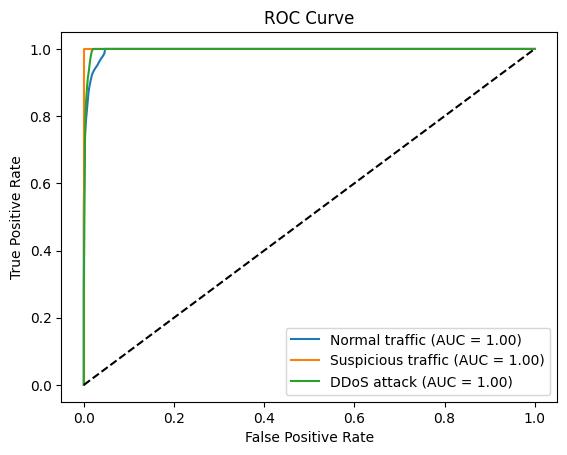 ROC Curve
True Positive Rate
1.0
0.8
0.6
0.4
0.2
0.0
Normal traffic (AUC = 1.00)
Suspicious traffic (AUC = 1.00)
DDoS attack (AUC = 1.00)
0.0 0.2 0.4 0.6 0.8 1.0
False Positive Rate